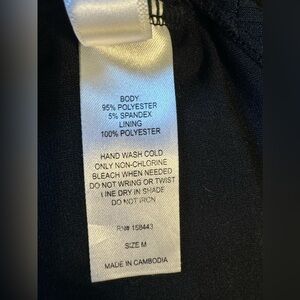 BODY
95% POLYESTER
5% SPANDEX
LINING
100% POLYESTER
HAND WASH COLD
ONLY NON-CHLORINE
BLEACH WHEN NEEDED
DO NOT WRING OR TWIST
LINE DRY IN SHADE
DO NOT IRON
RN# 158443
SIZE M
MADE IN CAMBODIA